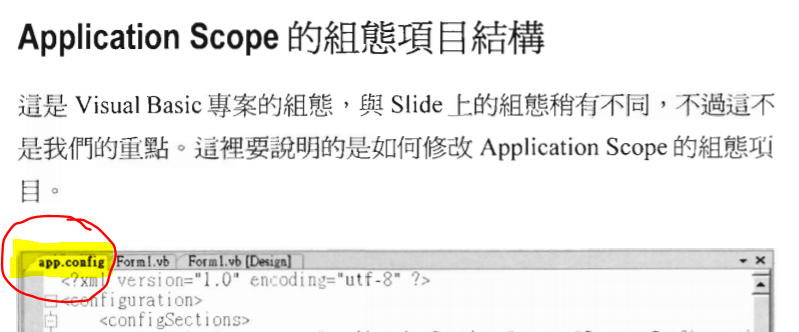 Application Scope 的組態項目結構
這是 Visual Basic 專案的組態，與 Slide 上的組態稍有不同，不過這不
是我們的重點。這裡要說明的是如何修改 Application Scope 的組態項
目。
app.config Form1.vb Form1.vb [Design]
<?xml version="1.0" encoding="utf-8" ?>
<configuration>
<configSections>